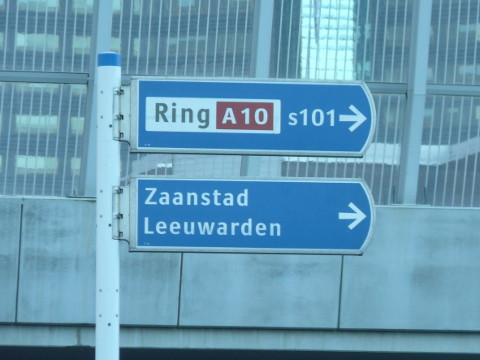 Ring A10 s101
Zaanstad
Leeuwarden